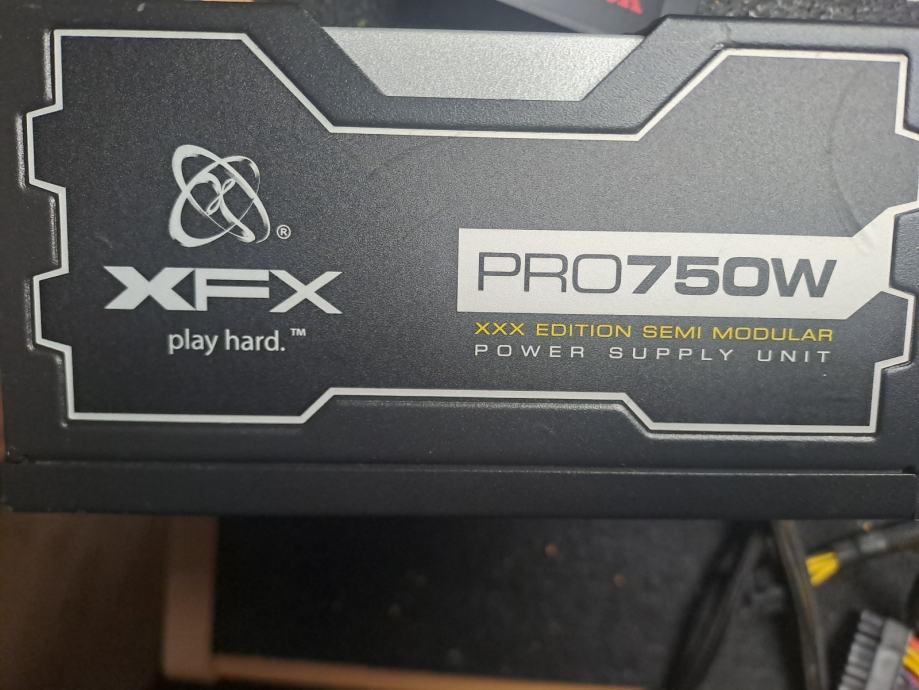 ®
XFX
play hard.™
PRO750W
XXX EDITION SEMI MODULAR
POWER SUPPLY UNIT